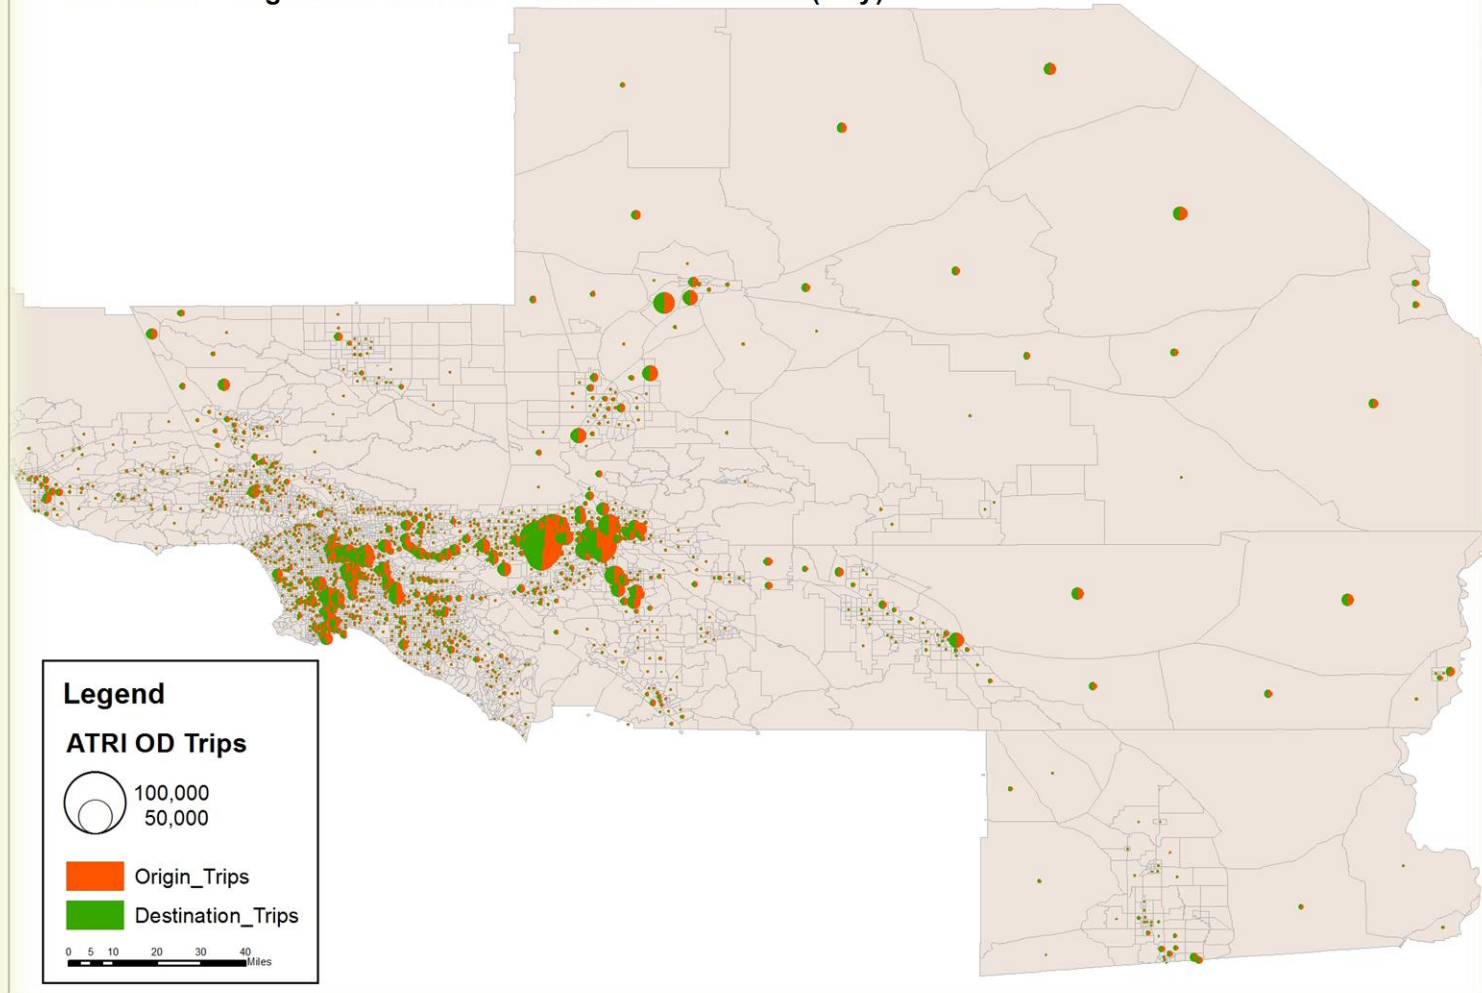 Legend
ATRI OD Trips
100,000
50,000
Origin_Trips
Destination_Trips
0 5 10 20 30 40
Miles